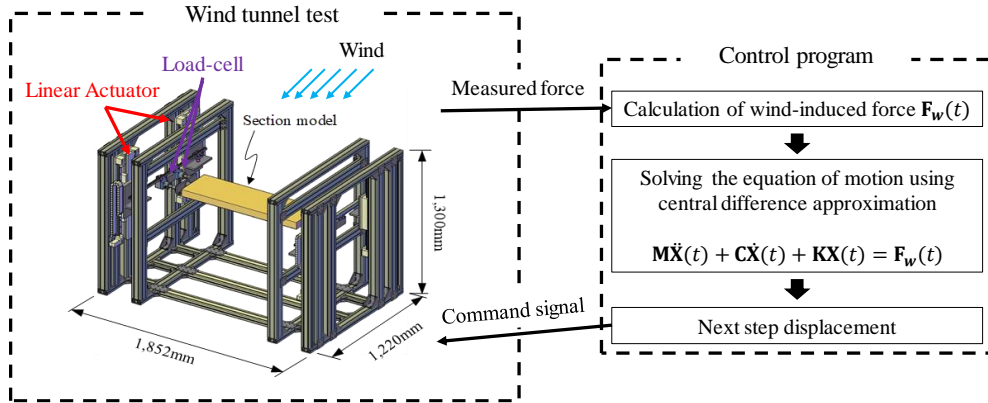 Wind tunnel test
Wind
Load-cell
Linear Actuator
Section model
1,300mm
1,852mm
1,220mm
Measured force
Command signal
Control program
Calculation of wind-induced force 𝐅𝒘(𝑡)
Solving the equation of motion using
central difference approximation
𝐌𝐗̈(𝑡) + 𝐂𝐗̇(𝑡) + 𝐊𝐗(𝑡) = 𝐅𝒘(𝑡)
Next step displacement